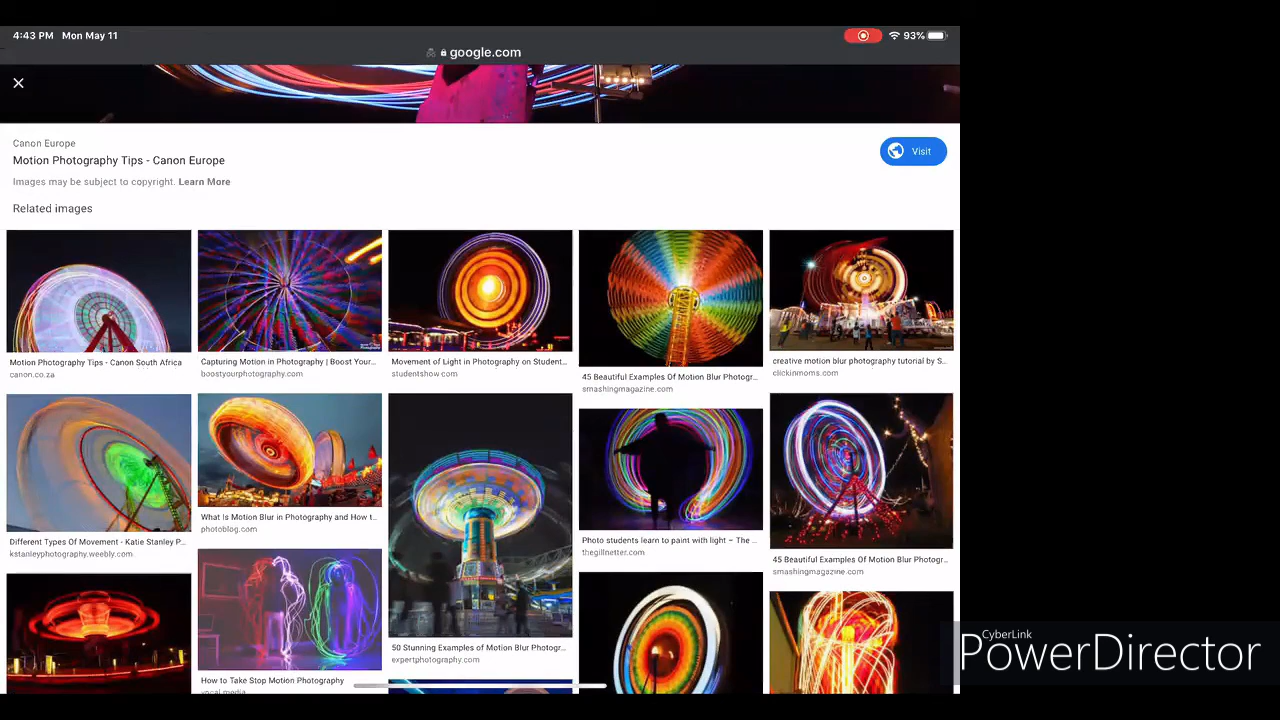 4:43 PM Mon May 11
93%
google.com
Canon Europe
Motion Photography Tips - Canon Europe
Visit
Images may be subject to copyright. Learn More
Related images
Motion Photography Tips - Canon South Africa
canon.co.za
Capturing Motion in Photography | Boost Your...
boostyourphotography.com
Movement of Light in Photography on Student...
studentshow.com
45 Beautiful Examples Of Motion Blur Photogr...
smashingmagazine.com
creative motion blur photography tutorial by S...
clickinmoms.com
Different Types Of Movement - Katie Stanley P...
kstanleyphotography.weebly.com
What Is Motion Blur in Photography and How t...
photoblog.com
Photo students learn to paint with light – The ...
thegillnetter.com
45 Beautiful Examples Of Motion Blur Photogr...
smashingmagazine.com
50 Stunning Examples of Motion Blur Photogr...
expertphotography.com
How to Take Stop Motion Photography
vocal.media
CyberLink
PowerDirector